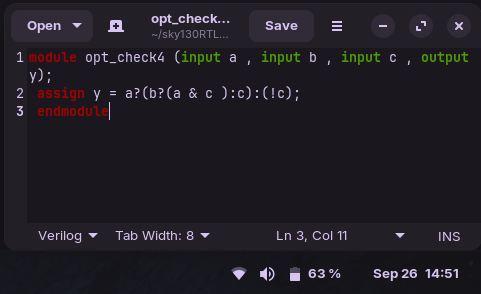 Open
opt_check...
~/sky130RTL...
Save
1 module opt_check4 (input a , input b , input c , output
y);
2 assign y = a?(b?(a & c ):c):(!c);
3 endmodule
Verilog
Tab Width: 8
Ln 3, Col 11
INS
63 %
Sep 26 14:51